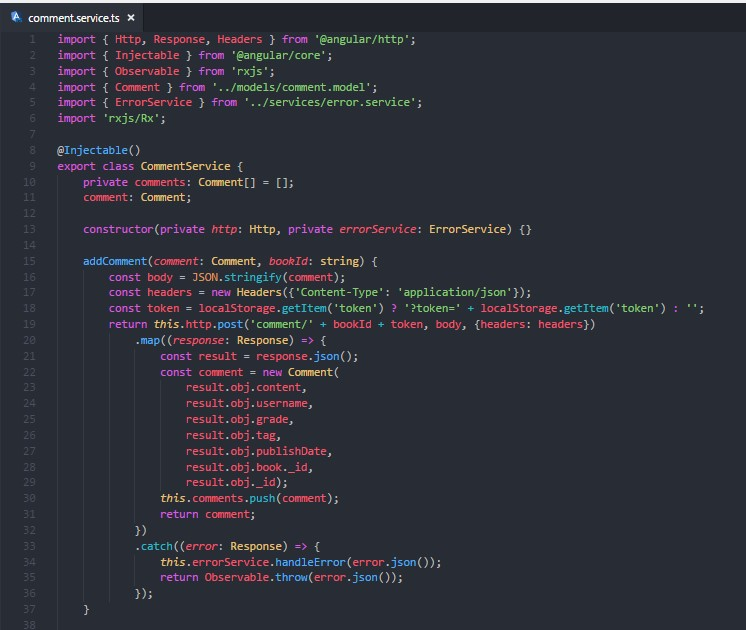 comment.service.ts ×
1 import { Http, Response, Headers } from '@angular/http';
2 import { Injectable } from '@angular/core';
3 import { Observable } from 'rxjs';
4 import { Comment } from '../models/comment.model';
5 import { ErrorService } from '../services/error.service';
6 import 'rxjs/Rx';
7
8 @Injectable()
9 export class CommentService {
10     private comments: Comment[] = [];
11     comment: Comment;
12
13     constructor(private http: Http, private errorService: ErrorService) {}
14
15     addComment(comment: Comment, bookId: string) {
16         const body = JSON.stringify(comment);
17         const headers = new Headers({'Content-Type': 'application/json'});
18         const token = localStorage.getItem('token') ? '?token=' + localStorage.getItem('token') : '';
19         return this.http.post('comment/' + bookId + token, body, {headers: headers})
20             .map((response: Response) => {
21                 const result = response.json();
22                 const comment = new Comment(
23                     result.obj.content,
24                     result.obj.username,
25                     result.obj.grade,
26                     result.obj.tag,
27                     result.obj.publishDate,
28                     result.obj.book._id,
29                     result.obj._id);
30                 this.comments.push(comment);
31                 return comment;
32             })
33             .catch((error: Response) => {
34                 this.errorService.handleError(error.json());
35                 return Observable.throw(error.json());
36             });
37     }
38